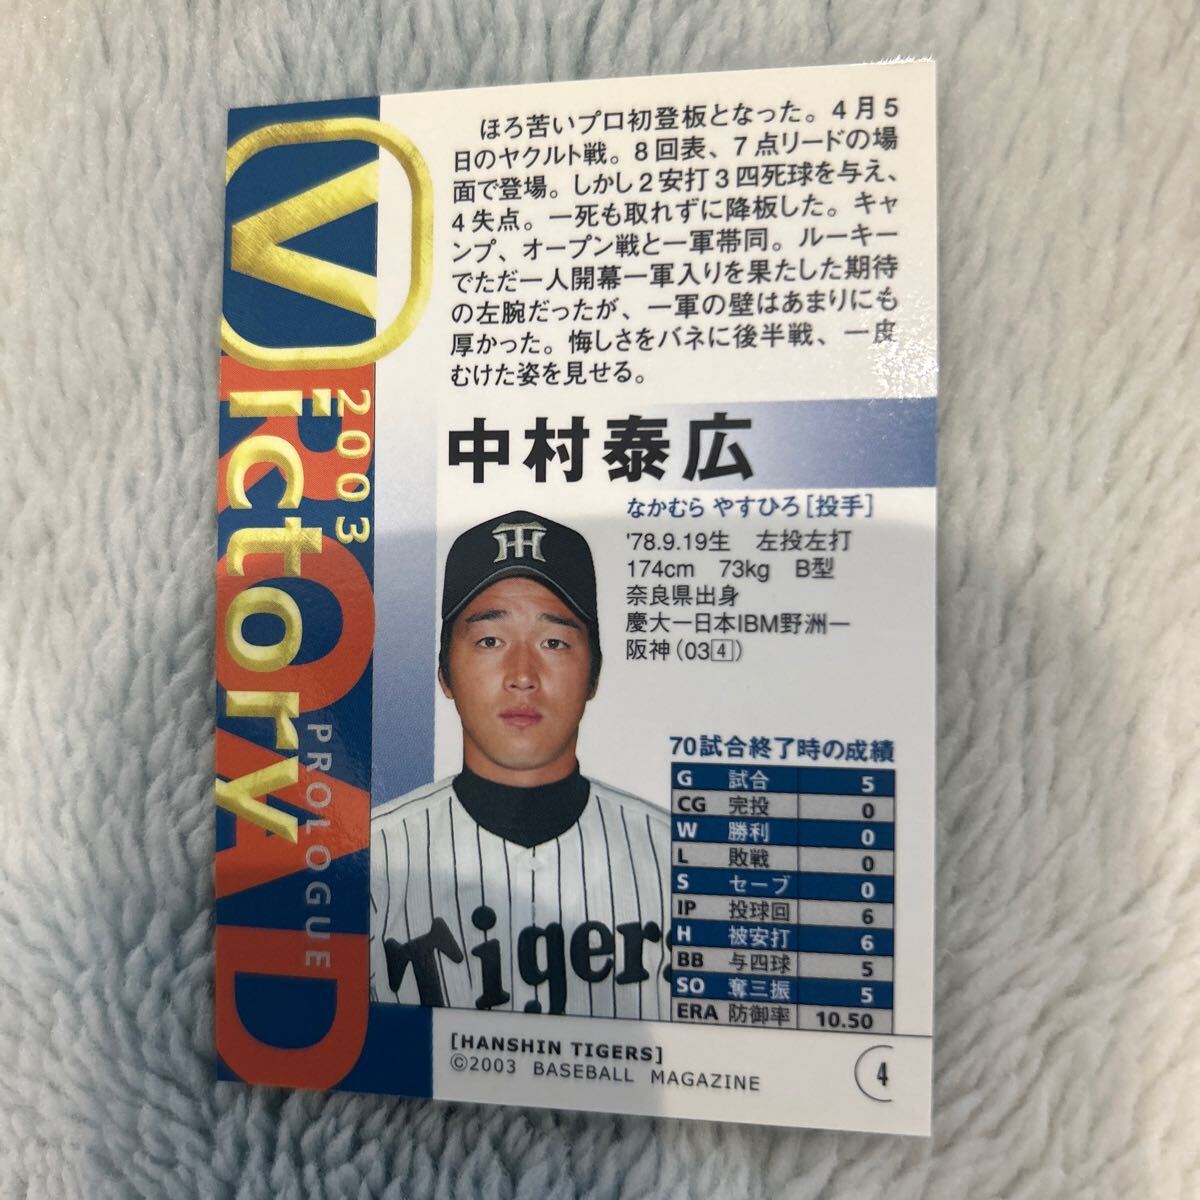 Victory
2003
ROAD
PROLOGUE
ほろ苦いプロ初登板となった。4月5
日のヤクルト戦。8回表、7点リードの場
面で登場。しかし2安打3四死球を与え、
4失点。一死も取れずに降板した。キャ
ンプ、オープン戦と一軍帯同。ルーキー
でただ一人開幕一軍入りを果たした期待
の左腕だったが、一軍の壁はあまりにも
厚かった。悔しさをバネに後半戦、一皮
むけた姿を見せる。
中村泰広
なかむら やすひろ[投手]
'78.9.19生 左投左打
174cm 73kg B型
奈良県出身
慶大ー日本IBM野洲ー
阪神(03④)
TH
Tigers
70試合終了時の成績
G 試合 5
CG 完投 0
W 勝利 0
L 敗戦 0
S セーブ 0
IP 投球回 6
H 被安打 6
BB 与四球 5
SO 奪三振 5
ERA 防御率 10.50
[HANSHIN TIGERS]
©2003 BASEBALL MAGAZINE
4